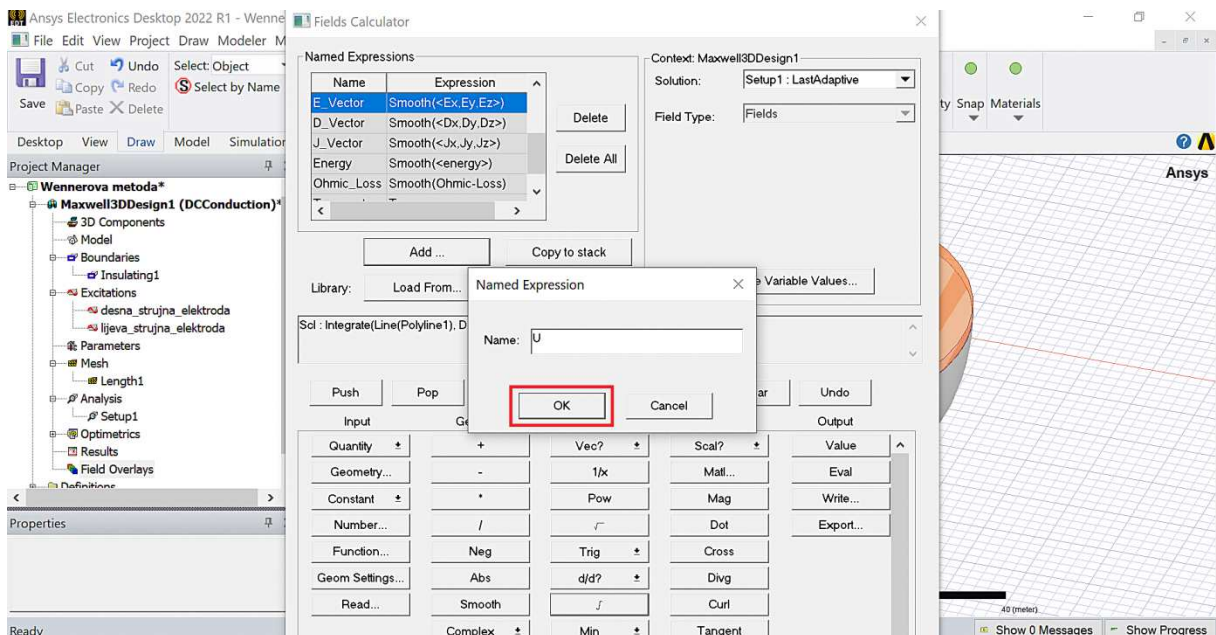 Ansys Electronics Desktop 2022 R1 - Wenne
File Edit View Project Draw Modeler M
Save
Cut
Copy
Paste
Undo
Redo
Delete
Select: Object
Select by Name
Desktop View Draw Model Simulation
Project Manager
Wennerova metoda*
Maxwell3DDesign1 (DCConduction)*
3D Components
Model
Boundaries
Insulating1
Excitations
desna_strujna_elektroda
lijeva_strujna_elektroda
Parameters
Mesh
Length1
Analysis
Setup1
Optimetrics
Results
Field Overlays
Definitions
Properties
Ready
Fields Calculator
Named Expressions
Name Expression
E_Vector Smooth(<Ex,Ey,Ez>)
D_Vector Smooth(<Dx,Dy,Dz>)
J_Vector Smooth(<Jx,Jy,Jz>)
Energy Smooth(<energy>)
Ohmic_Loss Smooth(Ohmic-Loss)
Delete
Delete All
Add ...
Copy to stack
Library:
Load From...
Context: Maxwell3DDesign1
Solution: Setup1 : LastAdaptive
Field Type: Fields
e Variable Values...
Scl : Integrate(Line(Polyline1), D
Named Expression
Name: U
OK
Cancel
Push Pop ar Undo
Input Ge Output
Quantity + Vec? Scal? Value
Geometry... - 1/x Matl... Eval
Constant * Pow Mag Write...
Number... / √ Dot Export...
Function... Neg Trig Cross
Geom Settings... Abs d/d? Divg
Read... Smooth ∫ Curl
Complex Min Tangent
ty Snap Materials
Ansys
40 (meter)
Show 0 Messages
Show Progress